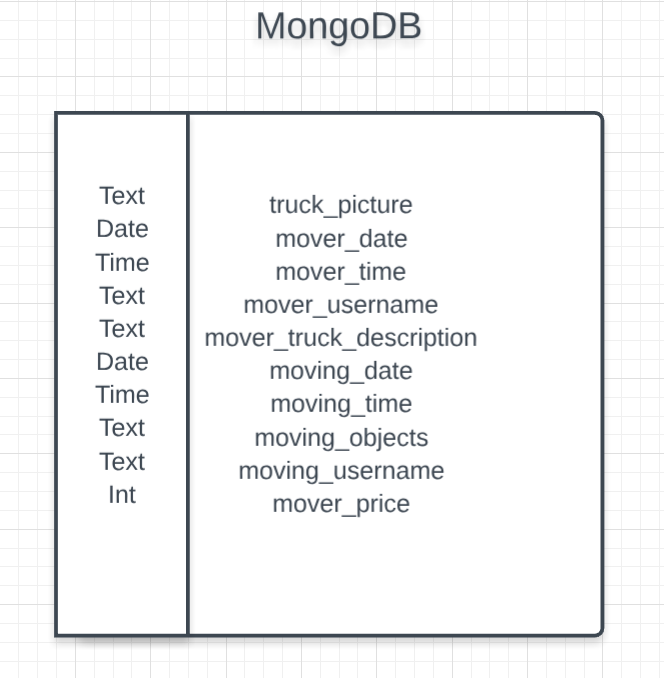 MongoDB
Text truck_picture
Date mover_date
Time mover_time
Text mover_username
Text mover_truck_description
Date moving_date
Time moving_time
Text moving_objects
Text moving_username
Int mover_price